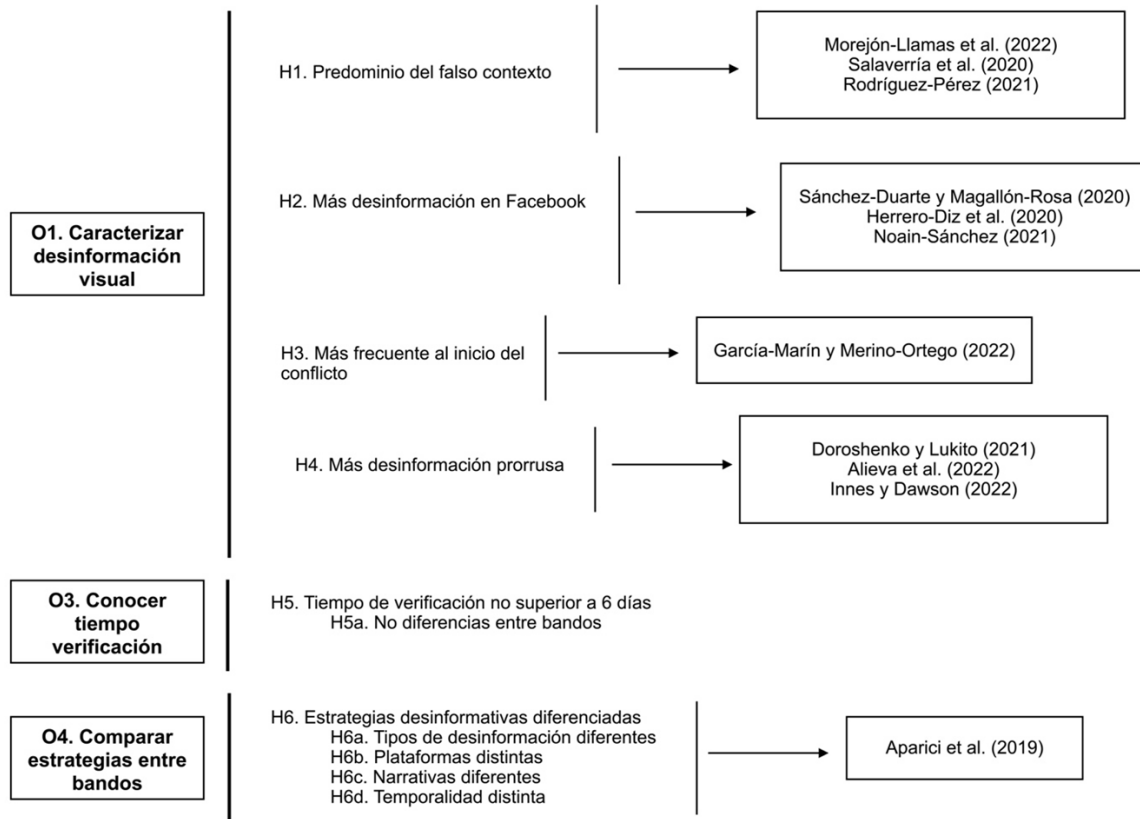 O1. Caracterizar
desinformación
visual
H1. Predominio del falso contexto
Morejón-Llamas et al. (2022)
Salaverría et al. (2020)
Rodríguez-Pérez (2021)
H2. Más desinformación en Facebook
Sánchez-Duarte y Magallón-Rosa (2020)
Herrero-Diz et al. (2020)
Noain-Sánchez (2021)
H3. Más frecuente al inicio del
conflicto
García-Marín y Merino-Ortego (2022)
H4. Más desinformación prorrusa
Doroshenko y Lukito (2021)
Alieva et al. (2022)
Innes y Dawson (2022)
O3. Conocer
tiempo
verificación
H5. Tiempo de verificación no superior a 6 días
H5a. No diferencias entre bandos
O4. Comparar
estrategias entre
bandos
H6. Estrategias desinformativas diferenciadas
H6a. Tipos de desinformación diferentes
H6b. Plataformas distintas
H6c. Narrativas diferentes
H6d. Temporalidad distinta
Aparici et al. (2019)